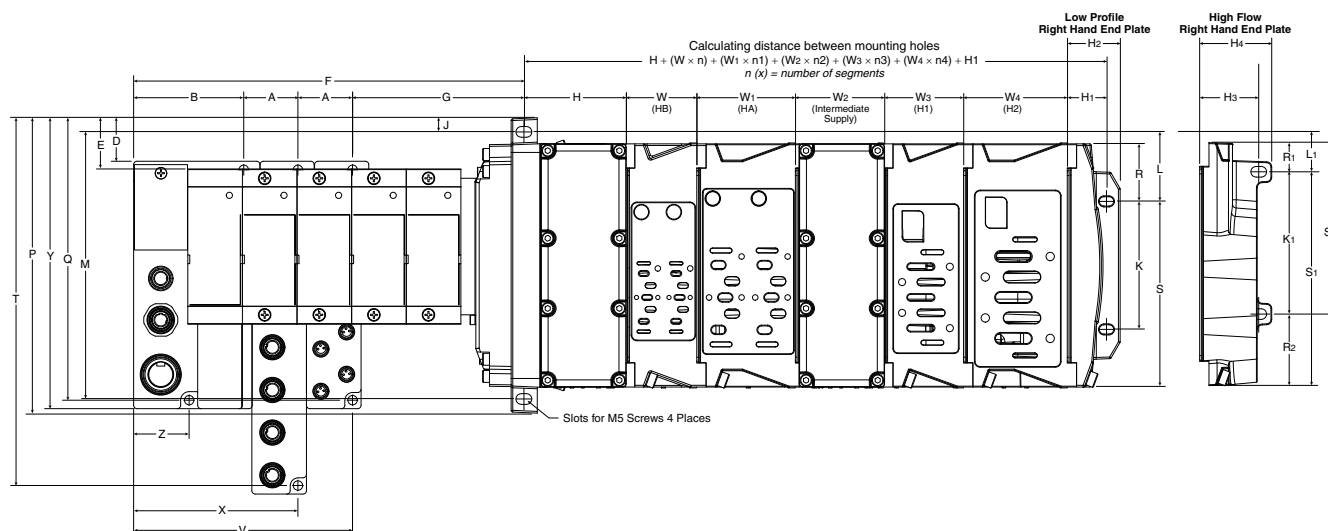 Low Profile
Right Hand End Plate
High Flow
Right Hand End Plate
H2
H4
Calculating distance between mounting holes
H + (W × n) + (W1 × n1) + (W2 × n2) + (W3 × n3) + (W4 × n4) + H1
n (x) = number of segments
F
B
A
A
G
H
W
(HB)
W1
(HA)
W2
(Intermediate
Supply)
W3
(H1)
W4
(H2)
H1
H3
J
E
D
L
R
R1
L1
P
Y
Q
M
T
K
S
K1
S1
R2
Slots for M5 Screws 4 Places
Z
X
V